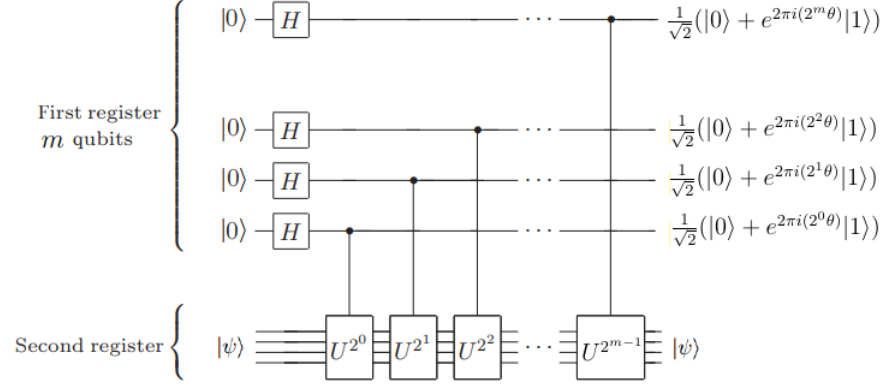 |0⟩ H ··· 1/√2(|0⟩ + e^{2πi(2^m θ)}|1⟩)
First register
m qubits
|0⟩ H ··· 1/√2(|0⟩ + e^{2πi(2^2 θ)}|1⟩)
|0⟩ H ··· 1/√2(|0⟩ + e^{2πi(2^1 θ)}|1⟩)
|0⟩ H ··· 1/√2(|0⟩ + e^{2πi(2^0 θ)}|1⟩)
Second register |ψ⟩ U^{2^0} U^{2^1} U^{2^2} ··· U^{2^{m−1}} |ψ⟩